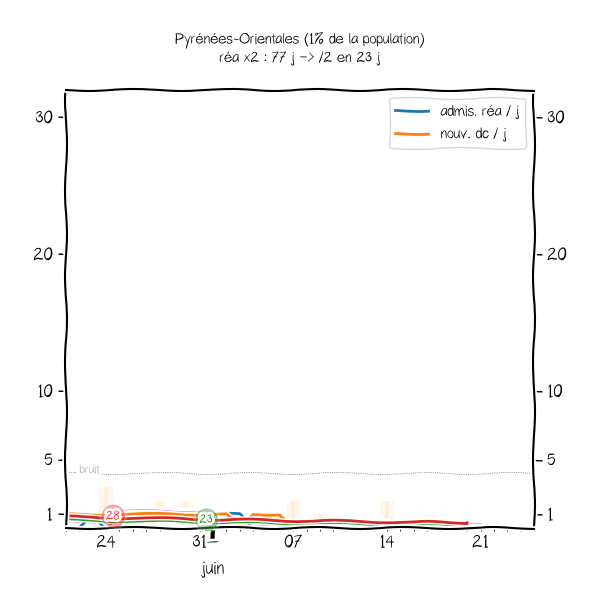 Pyrénées-Orientales (1% de la population)
réa x2 : 77 j -> /2 en 23 j
admis. réa / j
nouv. dc / j
30
30
20
20
10
10
5
5
bruit
28
23
1
1
24
31
07
14
21
juin